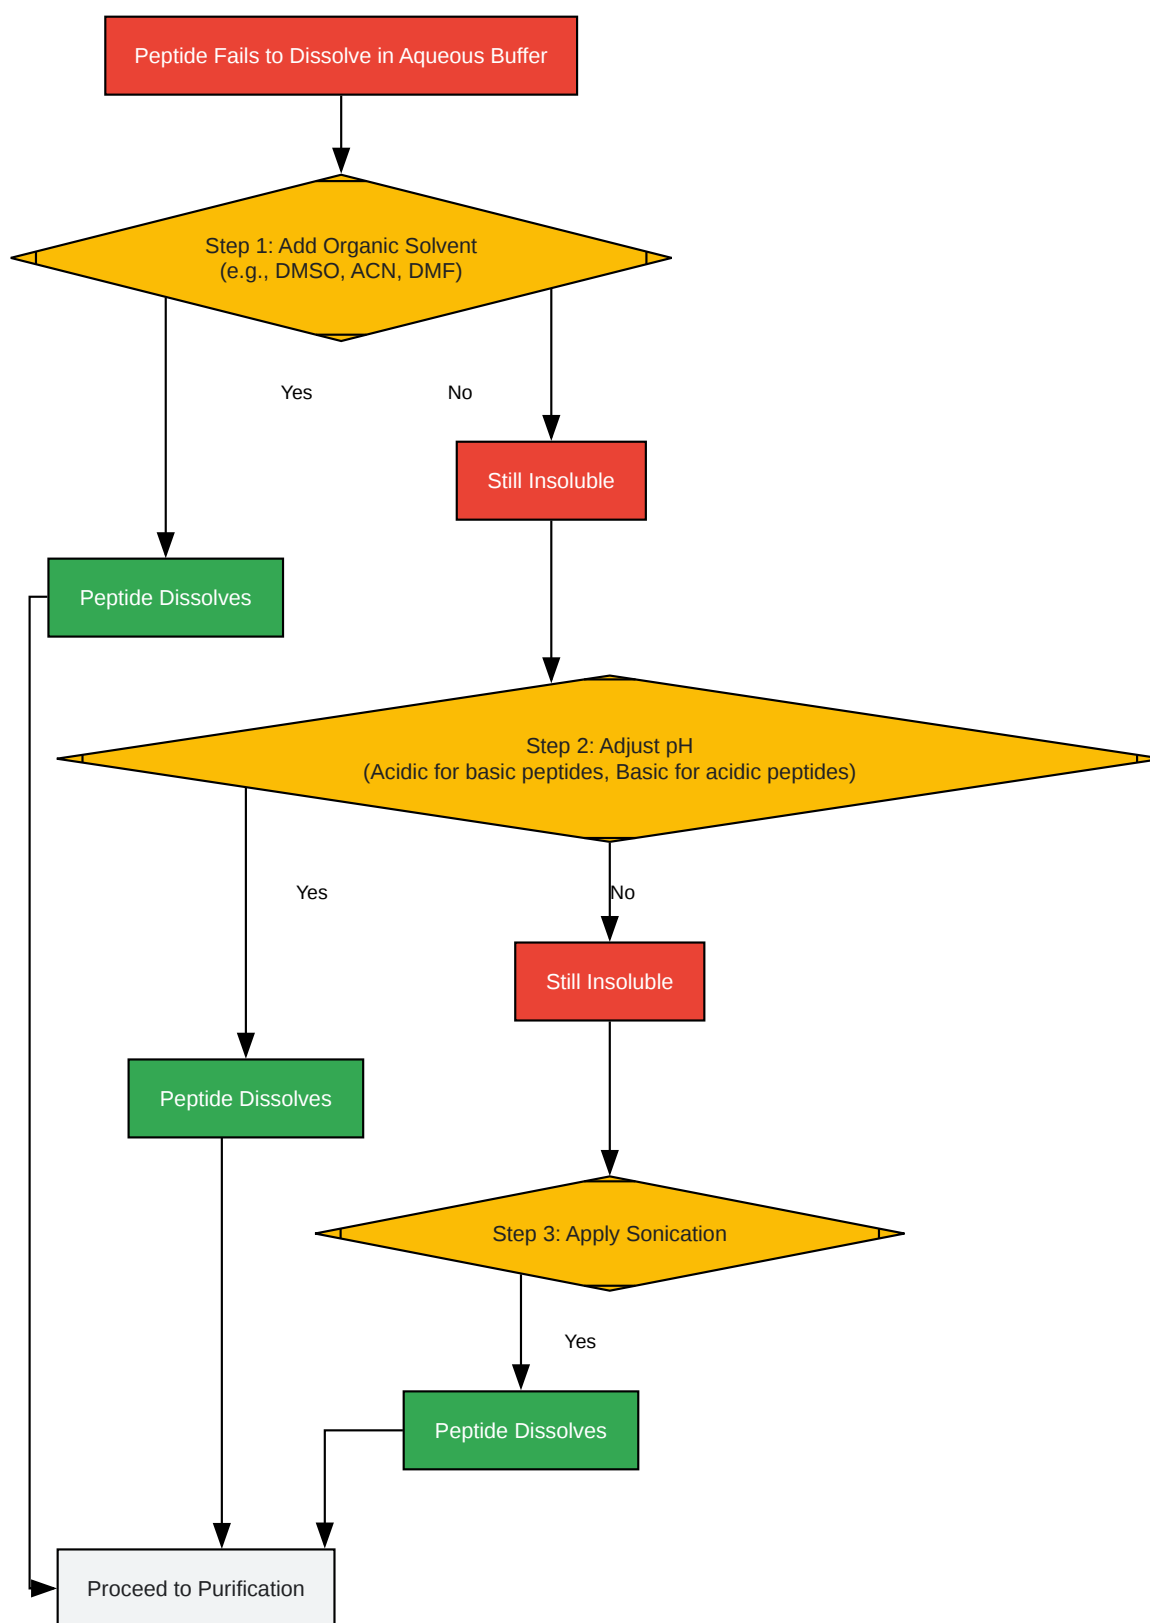 Peptide Fails to Dissolve in Aqueous Buffer
Step 1: Add Organic Solvent
(e.g., DMSO, ACN, DMF)
Yes
No
Still Insoluble
Peptide Dissolves
Step 2: Adjust pH
(Acidic for basic peptides, Basic for acidic peptides)
Yes
No
Still Insoluble
Peptide Dissolves
Step 3: Apply Sonication
Yes
Peptide Dissolves
Proceed to Purification